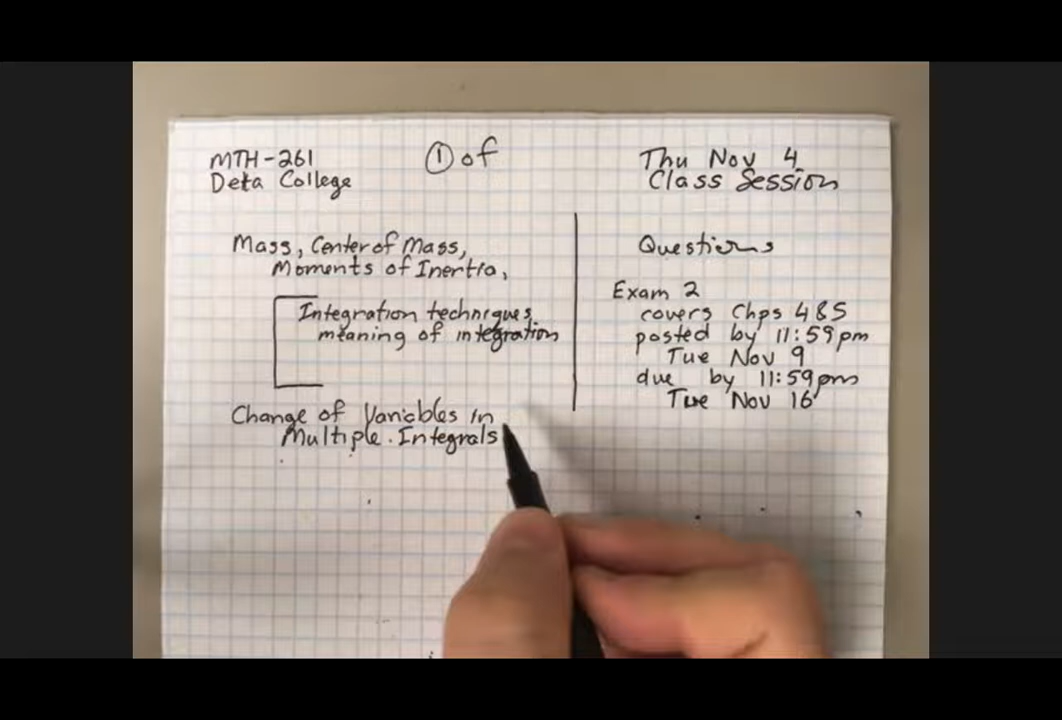 MTH-261
Delta College
① of
Thu Nov 4
Class Session
Mass, Center of Mass,
Moments of Inertia,
Integration techniques,
meaning of integration
Change of Variables in
Multiple Integrals
Questions
Exam 2
covers Chps 4&5
posted by 11:59pm
Tue Nov 9
due by 11:59pm
Tue Nov 16